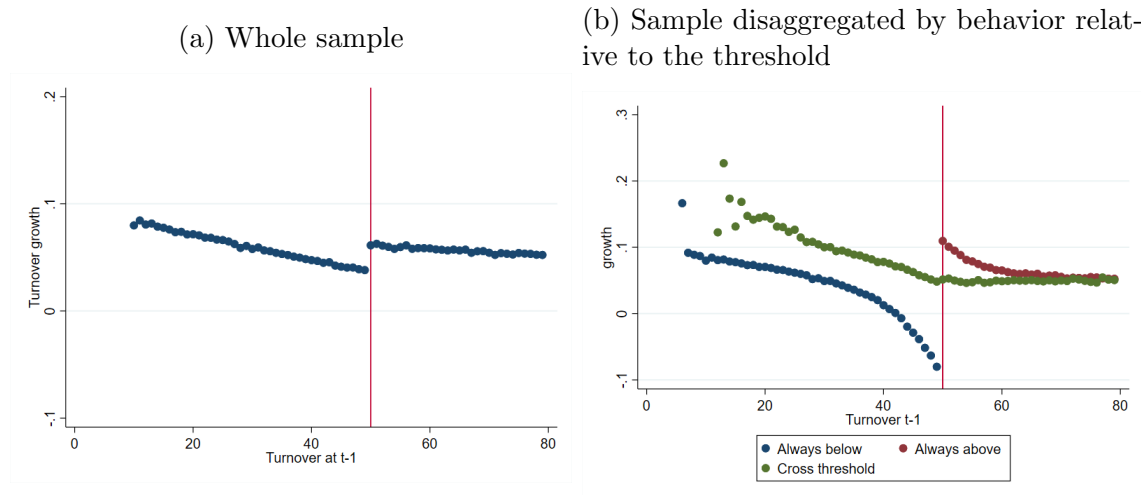 (a) Whole sample
Turnover growth
.2
.1
0
-.1
0 20 40 60 80
Turnover at t-1
(b) Sample disaggregated by behavior relat-
ive to the threshold
growth
.3
.2
.1
0
-.1
0 20 40 60 80
Turnover t-1
Always below Always above
Cross threshold